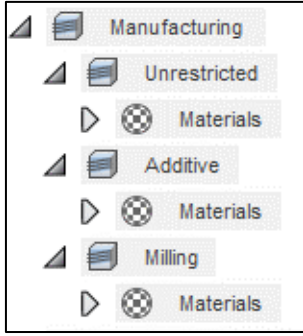 Manufacturing
Unrestricted
Materials
Additive
Materials
Milling
Materials